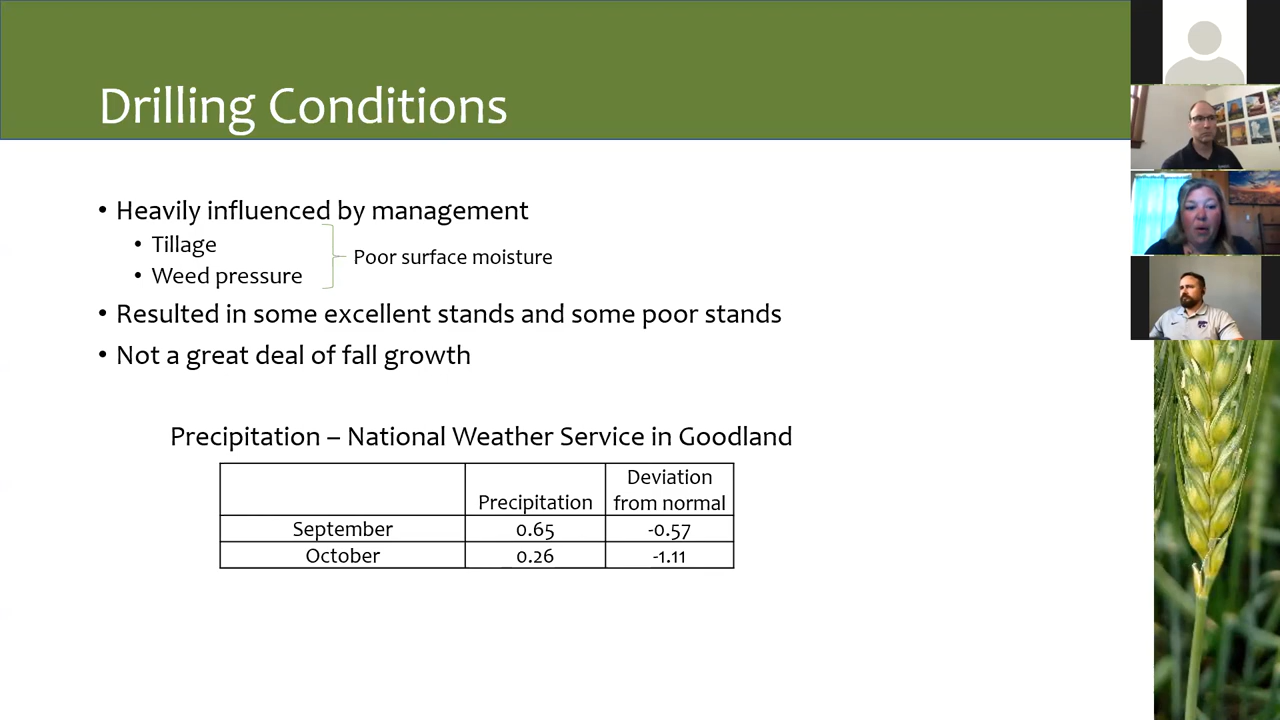 Drilling Conditions
• Heavily influenced by management
• Tillage
• Weed pressure
Poor surface moisture
• Resulted in some excellent stands and some poor stands
• Not a great deal of fall growth
Precipitation – National Weather Service in Goodland
Precipitation
Deviation
from normal
September 0.65 -0.57
October 0.26 -1.11